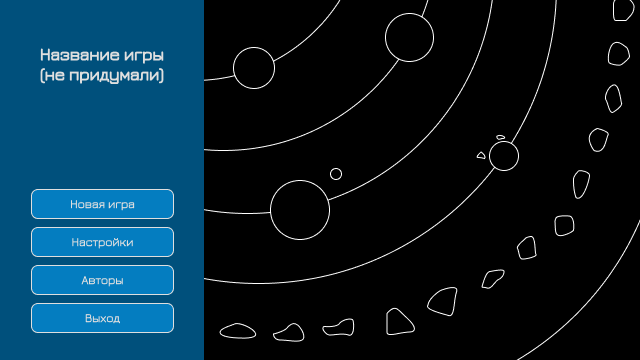 Название игры
(не придумали)
Новая игра
Настройки
Авторы
Выход